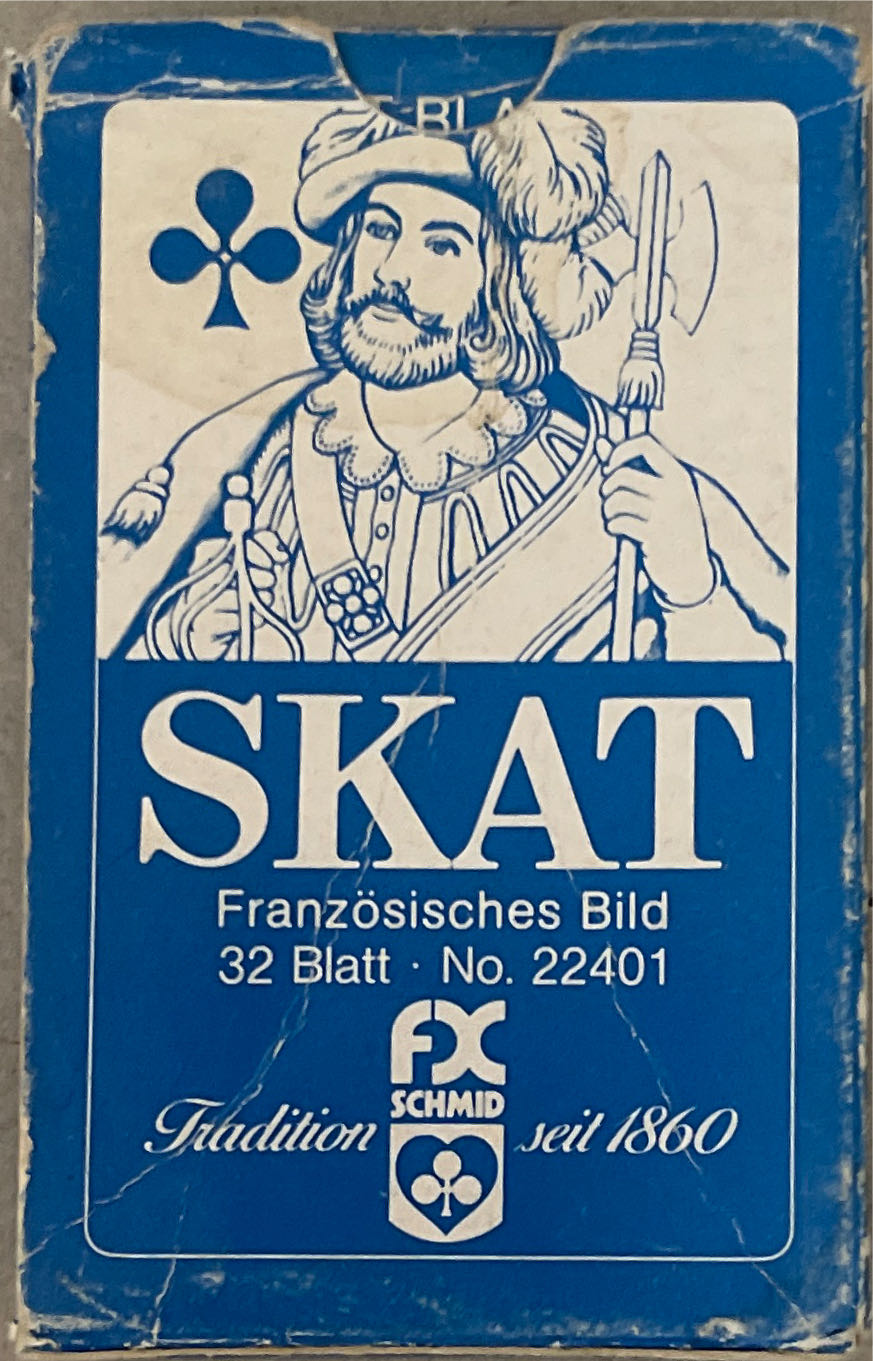 SKAT
Französisches Bild
32 Blatt · No. 22401
FX
SCHMID
Tradition seit 1860